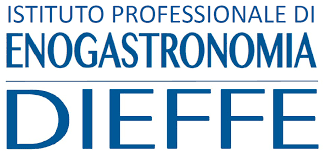 ISTITUTO PROFESSIONALE DI
ENOGASTRONOMIA
DIEFFE